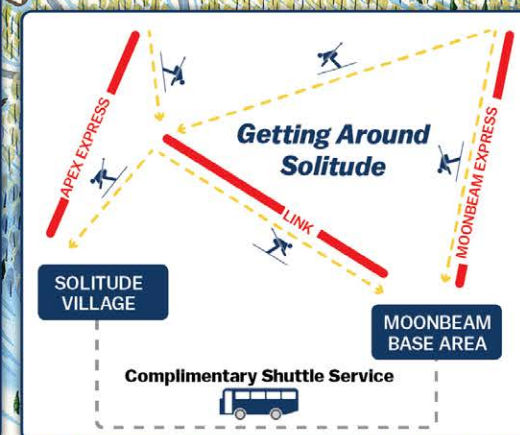 APEX EXPRESS
Getting Around
Solitude
MOONBEAM EXPRESS
LINK
SOLITUDE
VILLAGE
MOONBEAM
BASE AREA
Complimentary Shuttle Service